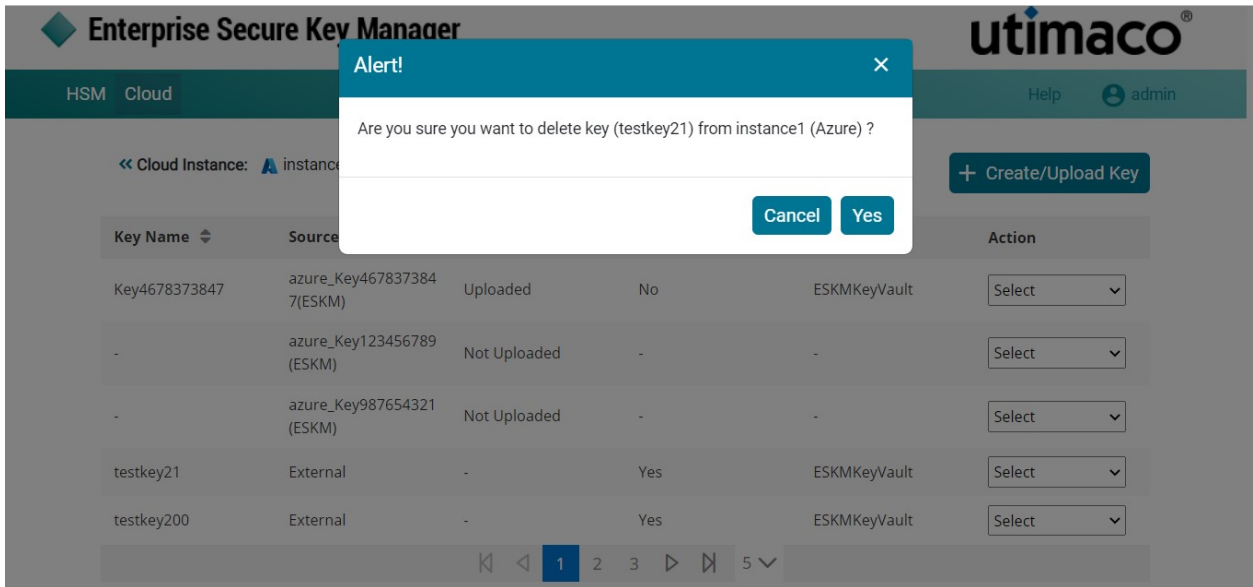 Enterprise Secure Key Manager
utimaco®
Alert!
HSM Cloud Help admin
Are you sure you want to delete key (testkey21) from instance1 (Azure) ?
« Cloud Instance: instance
+ Create/Upload Key
Cancel Yes
Key Name Source Action
Key4678373847 azure_Key467837384 Uploaded No ESKMKeyVault Select
7(ESKM)
- azure_Key123456789 Not Uploaded - - Select
(ESKM)
- azure_Key987654321 Not Uploaded - - Select
(ESKM)
testkey21 External - Yes ESKMKeyVault Select
testkey200 External - Yes ESKMKeyVault Select
1 2 3 5